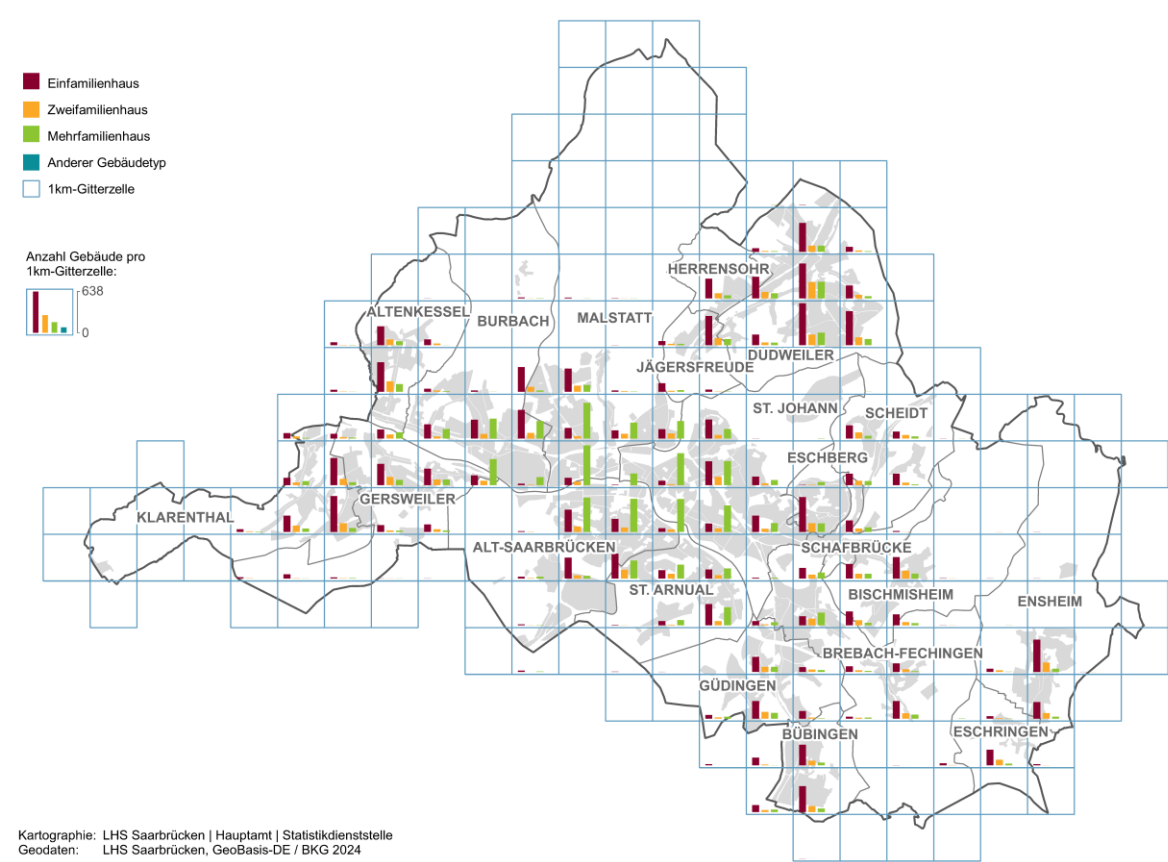 Einfamilienhaus
Zweifamilienhaus
Mehrfamilienhaus
Anderer Gebäudetyp
1km-Gitterzelle
Anzahl Gebäude pro
1km-Gitterzelle:
638
0
HERRENSOHR
ALTENKESSEL
BURBACH
MALSTATT
DUDWEILER
JÄGERSFREUDE
ST. JOHANN
SCHEIDT
ESCHBERG
GERSWEILER
KLARENTHAL
ALT-SAARBRÜCKEN
SCHAFBRÜCKE
ST. ARNUAL
BISCHMISHEIM
ENSHEIM
BREBACH-FECHINGEN
GÜDINGEN
BÜBINGEN
ESCHRINGEN
Kartographie: LHS Saarbrücken | Hauptamt | Statistikdienststelle
Geodaten: LHS Saarbrücken, GeoBasis-DE / BKG 2024